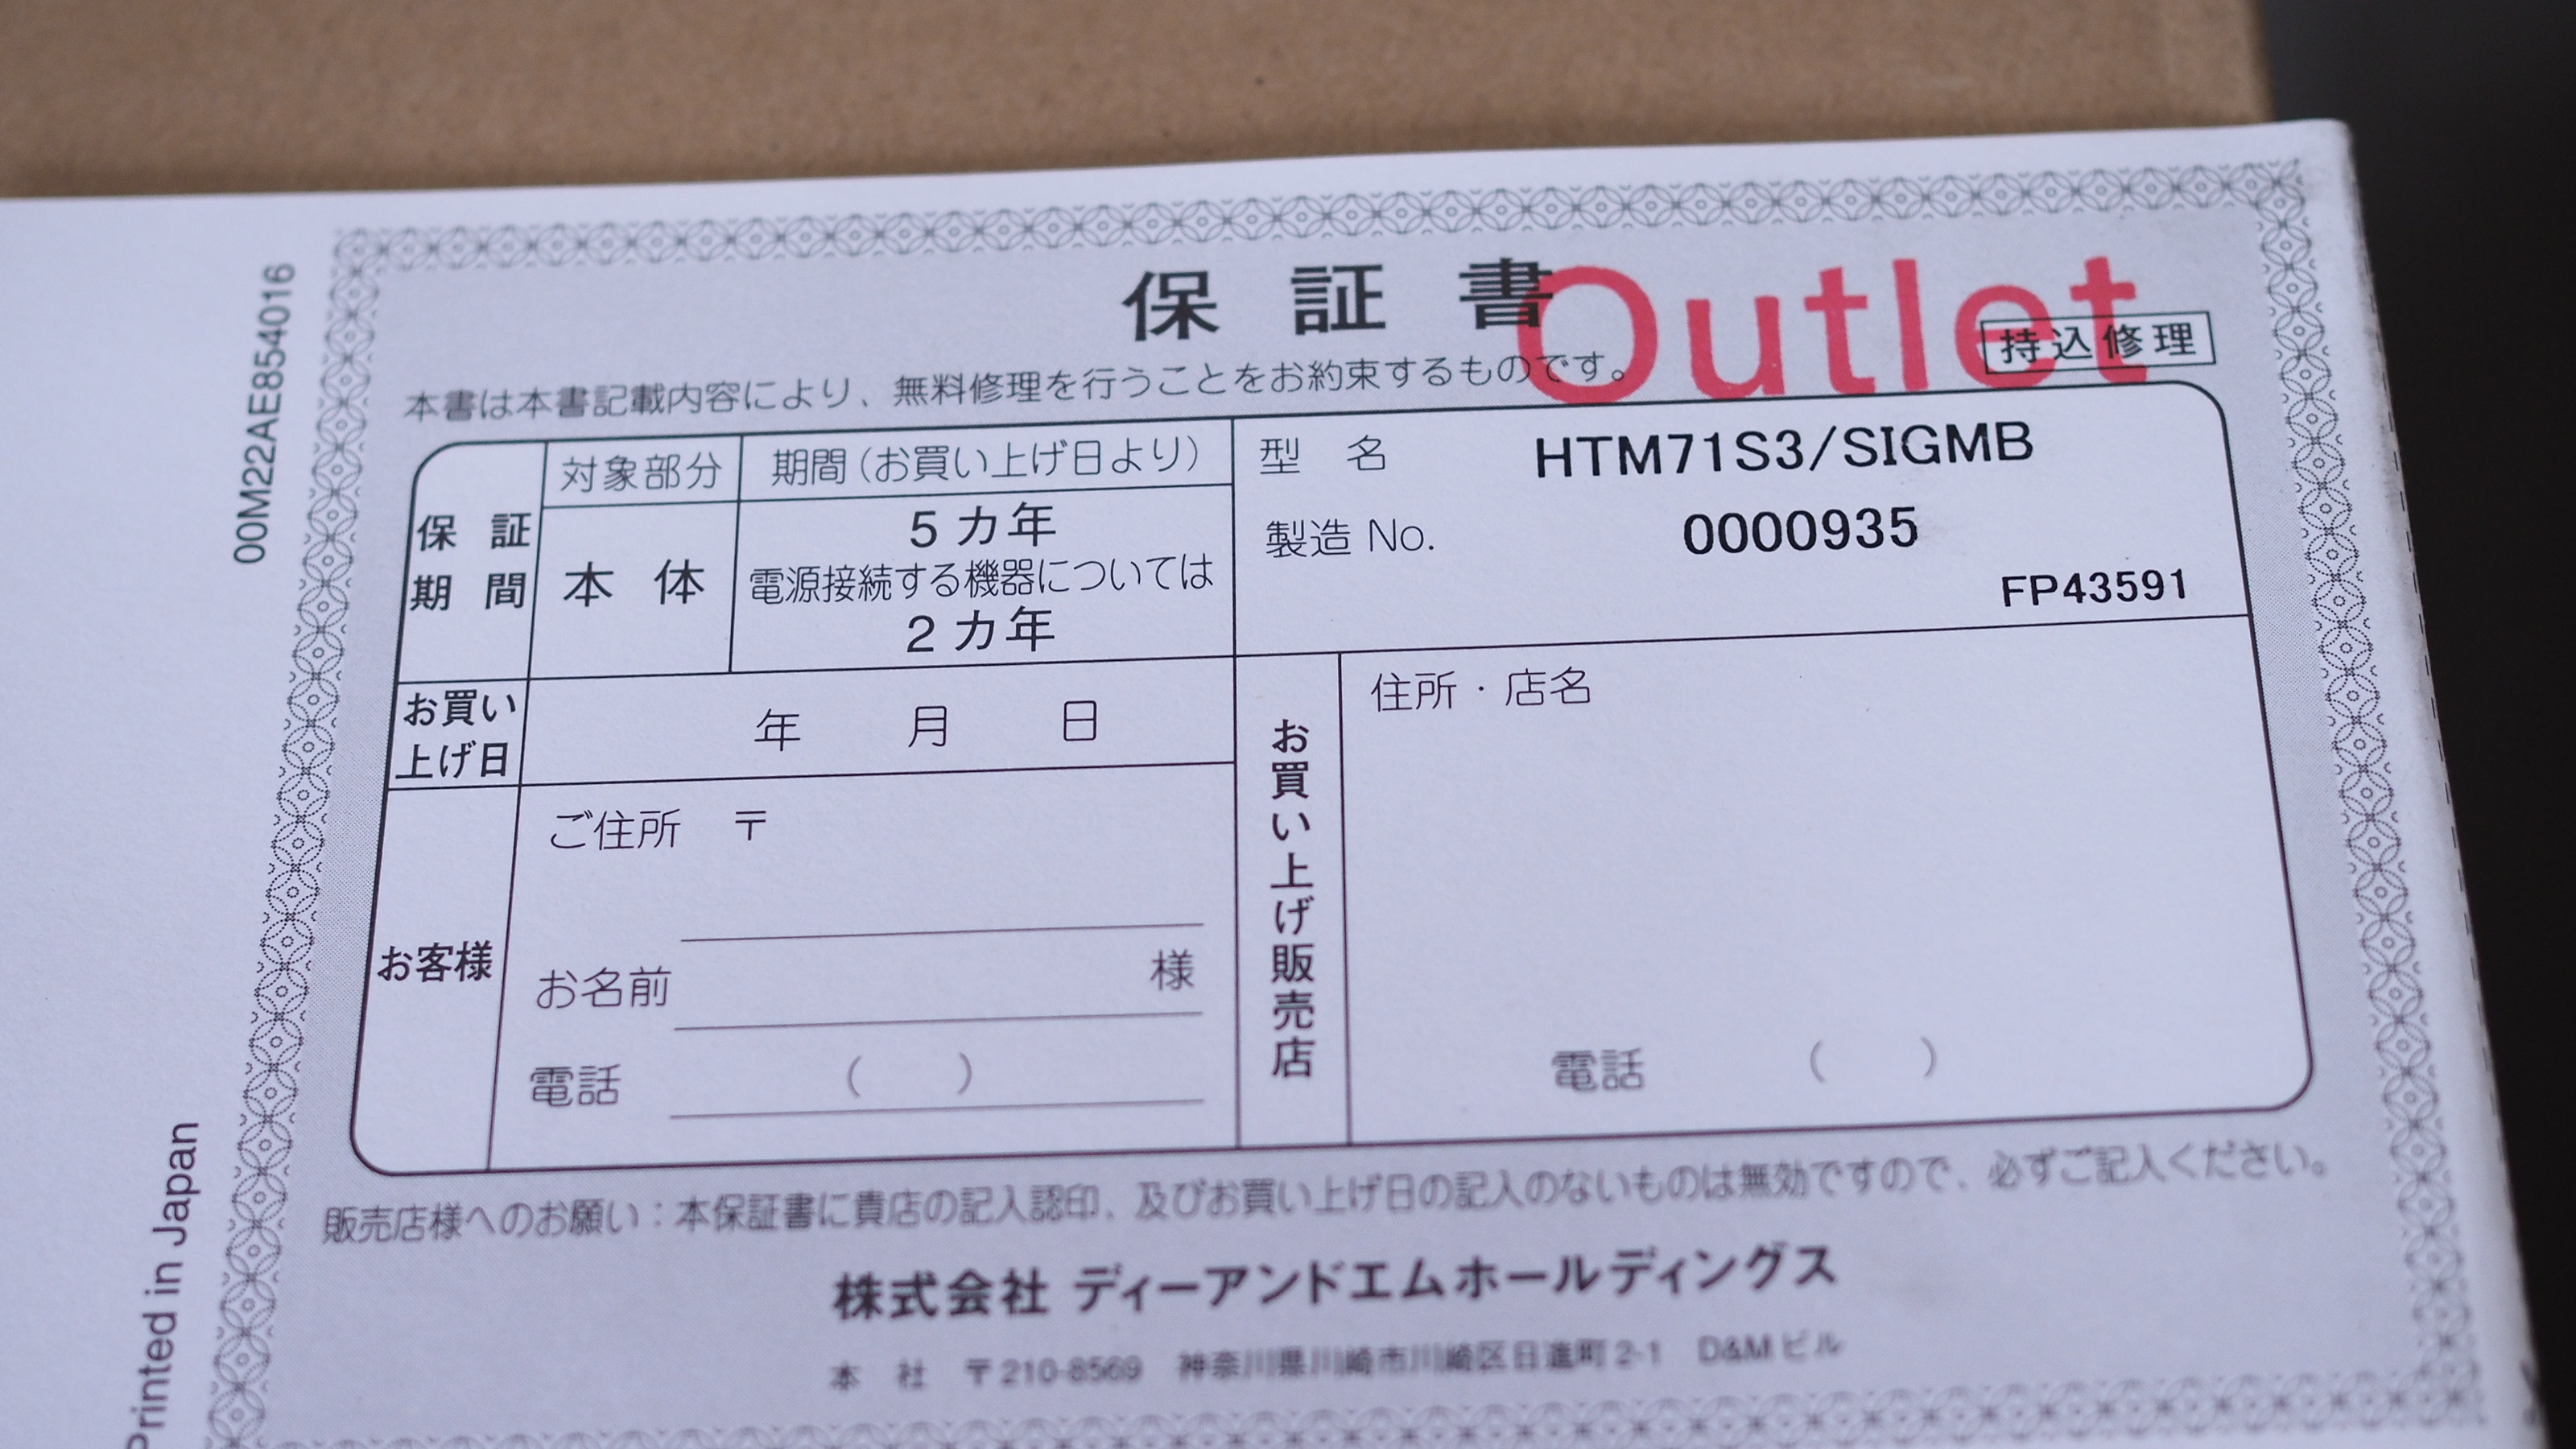 00M22AE854016
保証書
Outlet
持込修理
本書は本書記載内容により、無料修理を行うことをお約束するものです。
保証期間
対象部分
期間（お買い上げ日より）
本体
5カ年
電源接続する機器については
2カ年
型名 HTM71S3/SIGMB
製造 No. 0000935
FP43591
お買い上げ日
年 月 日
お客様
ご住所 〒
お名前 様
電話 ( )
お買い上げ販売店
住所・店名
電話 ( )
販売店様へのお願い：本保証書に貴店の記入認印、及びお買い上げ日の記入のないものは無効ですので、必ずご記入ください。
株式会社 ディーアンドエムホールディングス
本社 〒210-8569 神奈川県川崎市川崎区日進町2-1 D&Mビル
Printed in Japan